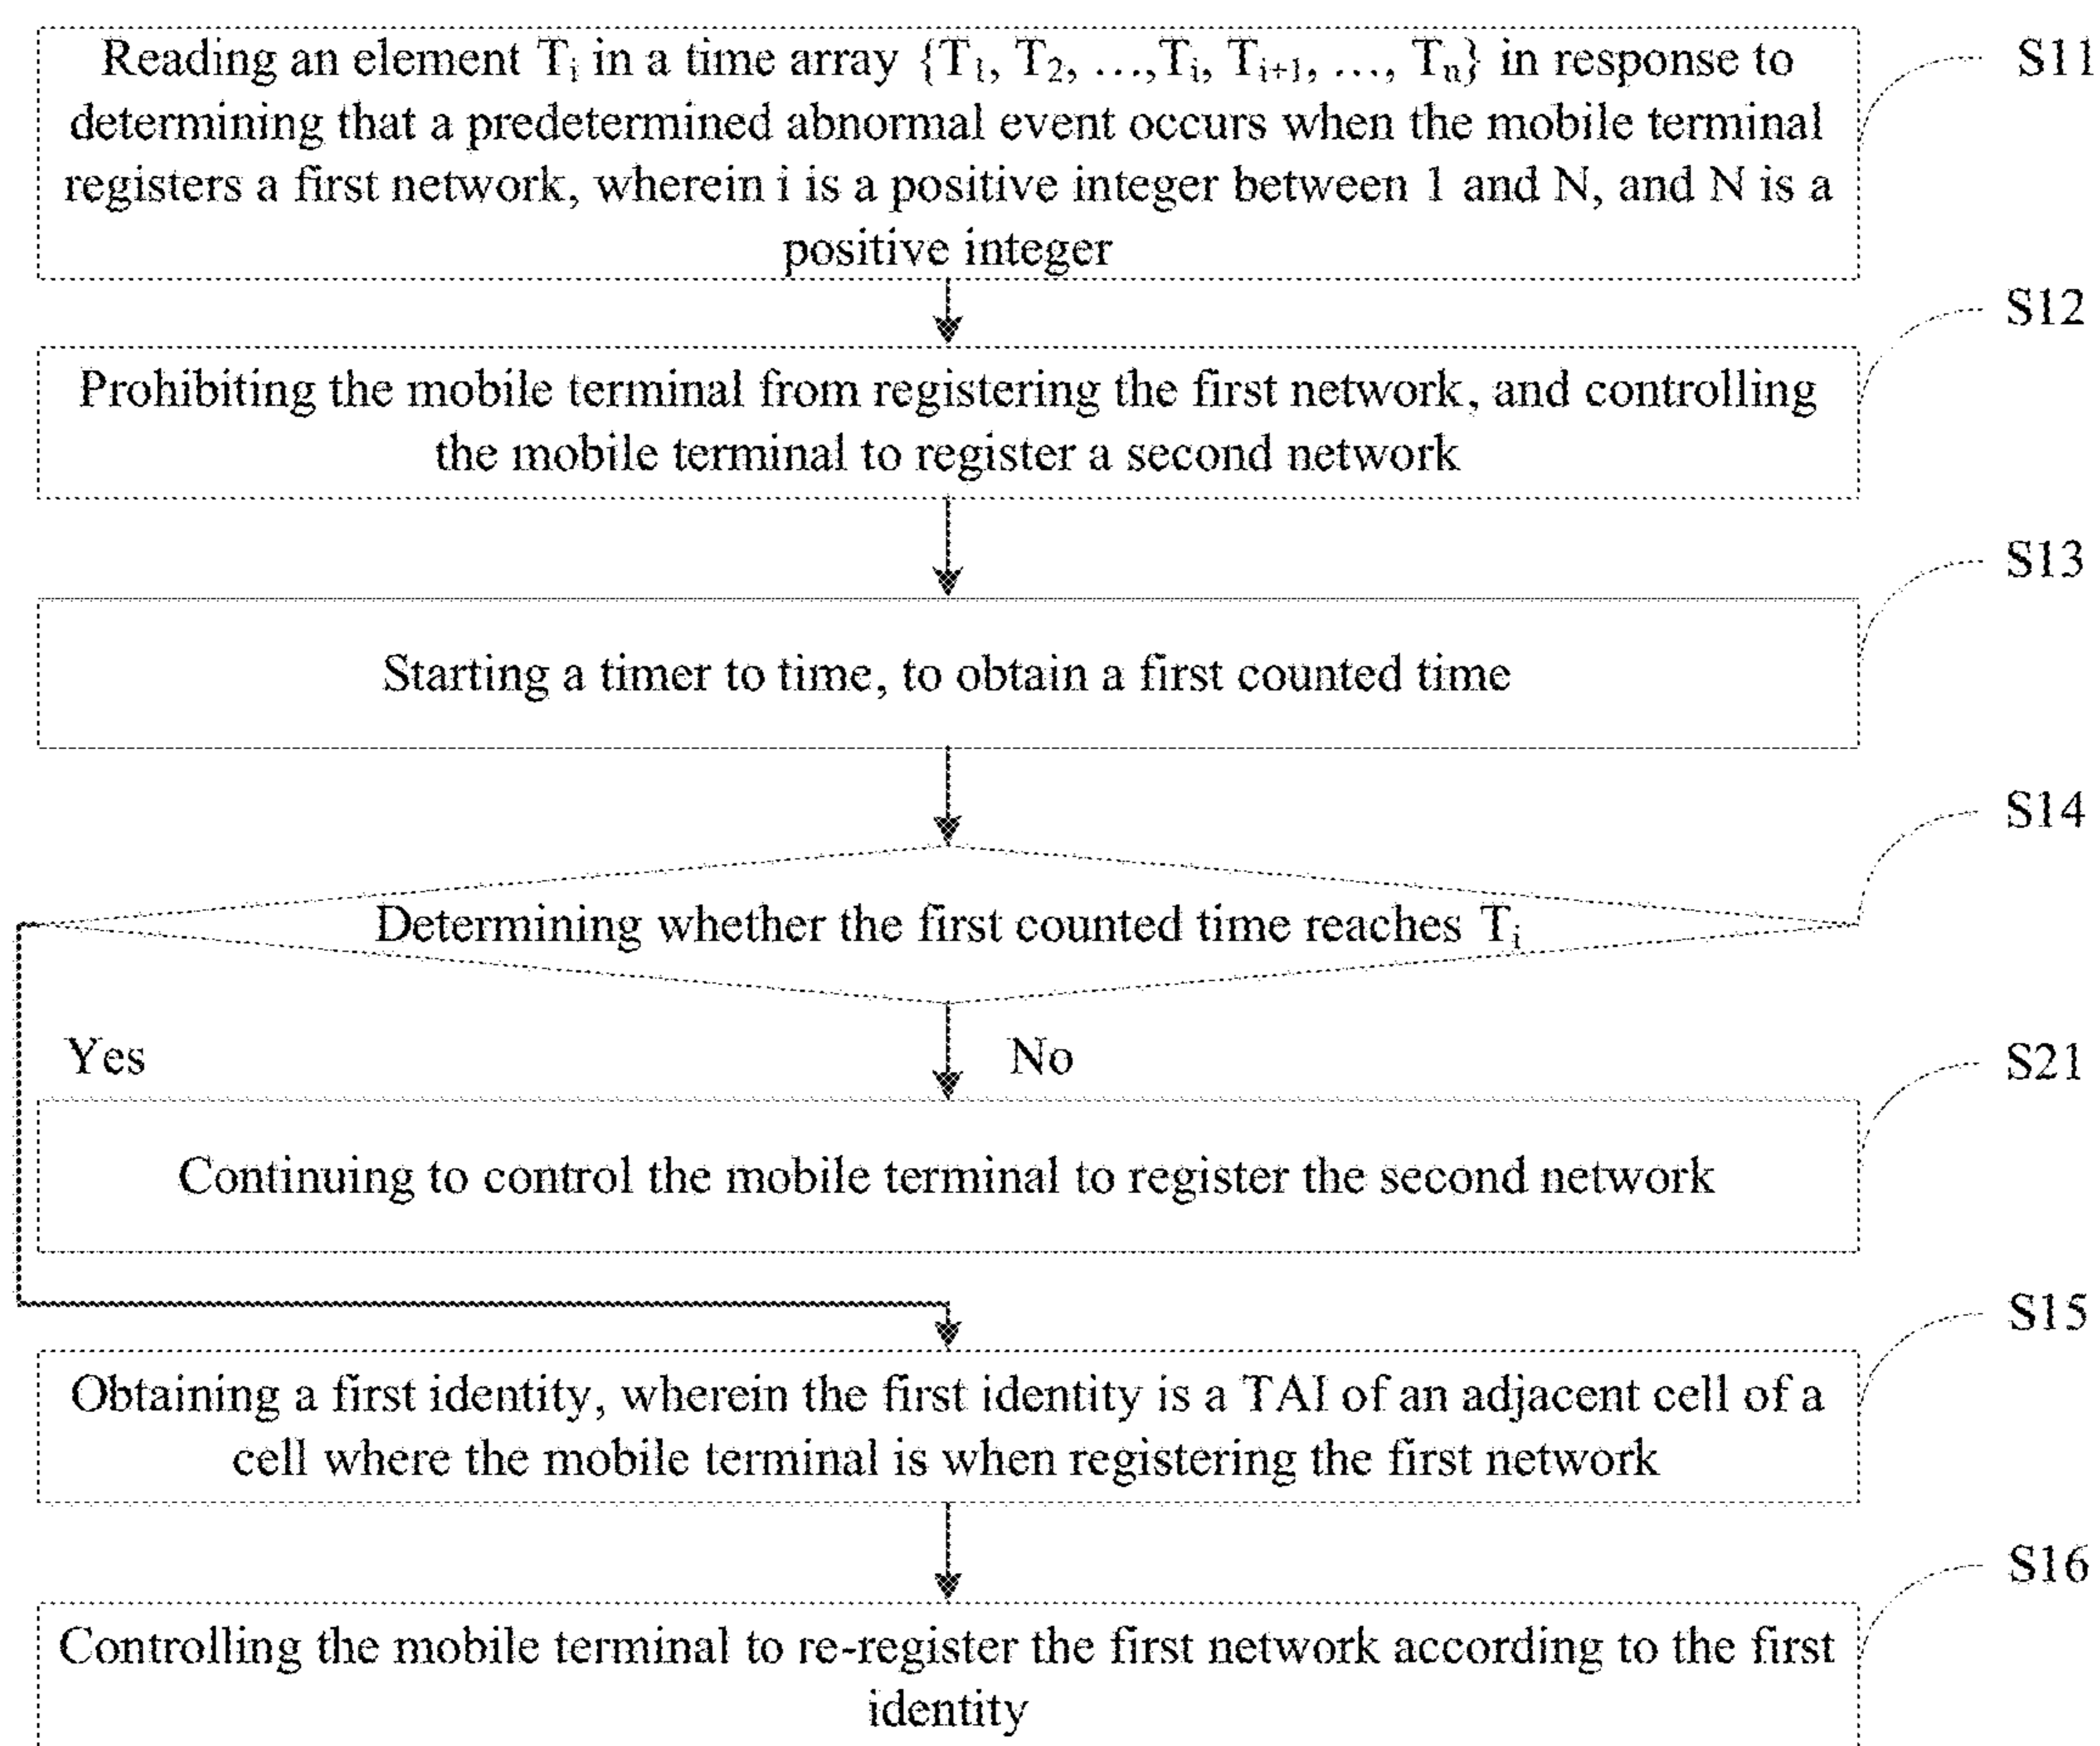 Reading an element Ti in a time array {T1, T2, ...,Ti, Ti+1, ..., Tn} in response to
S11
determining that a predetermined abnormal event occurs when the mobile terminal
registers a first network, wherein i is a positive integer between 1 and N, and N is a
positive integer
S12
Prohibiting the mobile terminal from registering the first network, and controlling
the mobile terminal to register a second network
S13
Starting a timer to time, to obtain a first counted time
S14
Determining whether the first counted time reaches Ti
Yes
No
S21
Continuing to control the mobile terminal to register the second network
S15
Obtaining a first identity, wherein the first identity is a TAI of an adjacent cell of a
cell where the mobile terminal is when registering the first network
S16
Controlling the mobile terminal to re-register the first network according to the first
identity